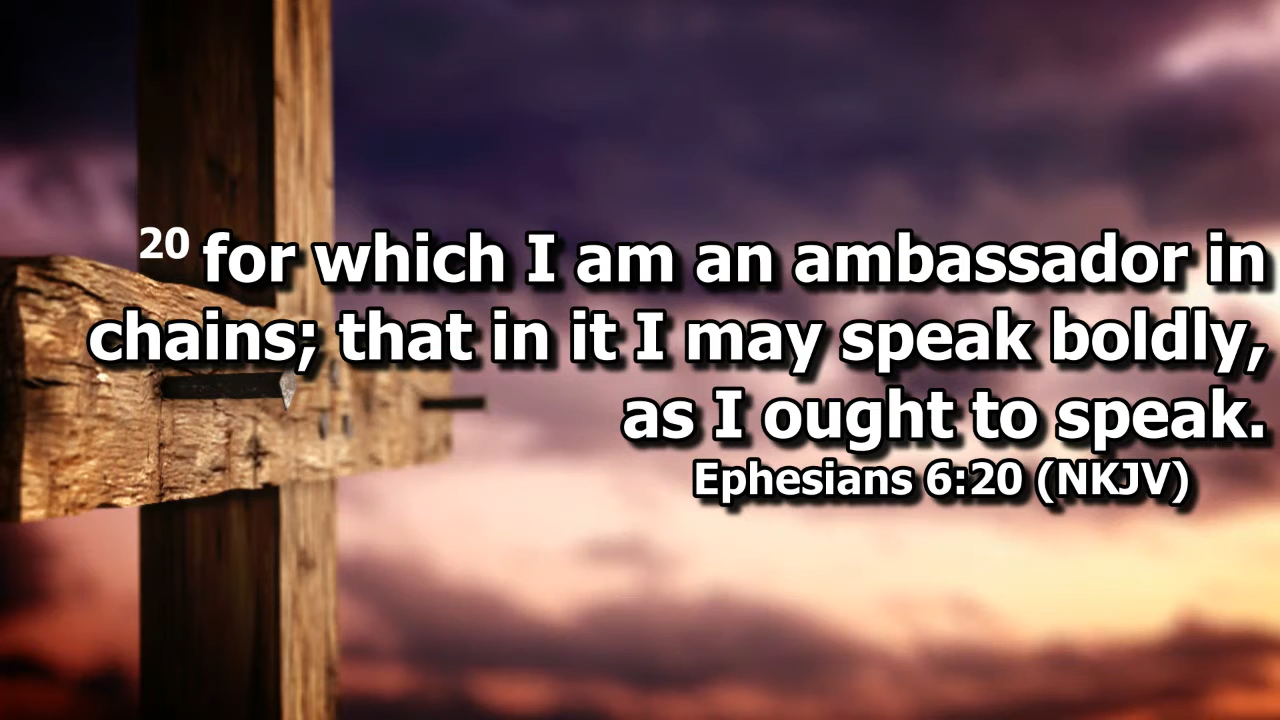 20 for which I am an ambassador in
chains; that in it I may speak boldly,
as I ought to speak.
Ephesians 6:20 (NKJV)